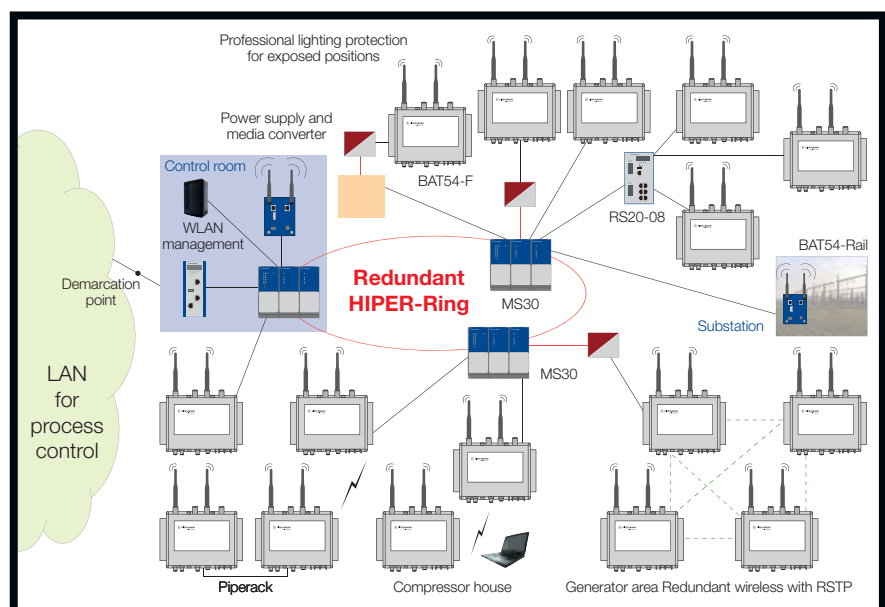 Professional lighting protection
for exposed positions
Power supply and
media converter
Control room
BAT54-F
WLAN
management
RS20-08
BAT54-Rail
Demarcation
point
Redundant
HIPER-Ring
MS30
Substation
MS30
LAN
for
process
control
Piperack
Compressor house
Generator area Redundant wireless with RSTP